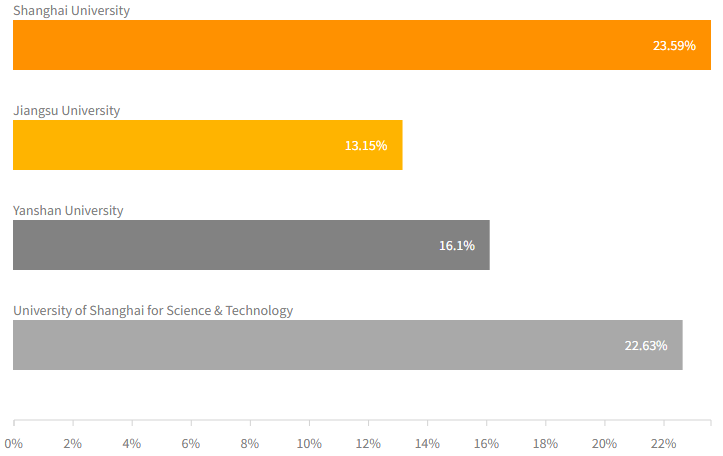 Shanghai University
23.59%
Jiangsu University
13.15%
Yanshan University
16.1%
University of Shanghai for Science & Technology
22.63%
0% 2% 4% 6% 8% 10% 12% 14% 16% 18% 20% 22%